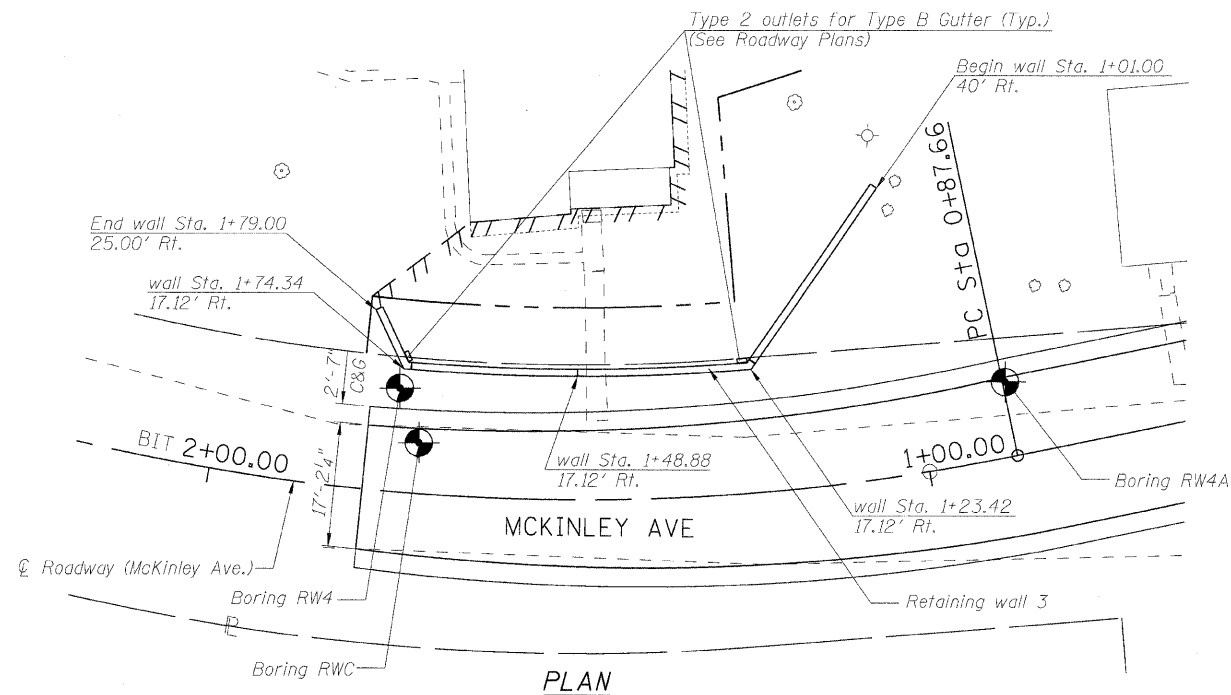 Type 2 outlets for Type B Gutter (Typ.)
(See Roadway Plans)
Begin wall Sta. 1+01.00
40' Rt.
PC Sta 0+87.66
End wall Sta. 1+79.00
25.00' Rt.
wall Sta. 1+74.34
17.12' Rt.
2'-7"
C&G
BIT 2+00.00
17'-2¼"
wall Sta. 1+48.88
17.12' Rt.
1+00.00
Boring RW4A
wall Sta. 1+23.42
17.12' Rt.
MCKINLEY AVE
℄ Roadway (McKinley Ave.)
Boring RW4
Retaining wall 3
PL
Boring RWC
PLAN